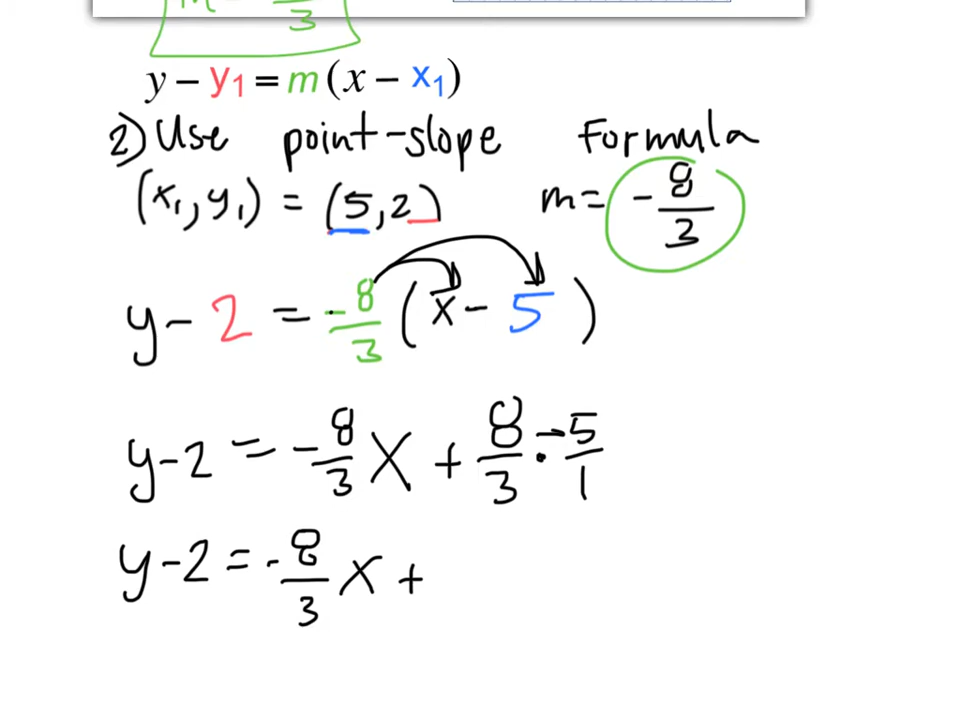 m = 3
y − y₁ = m (x − x₁)
2) Use point-slope Formula
(x₁, y₁) = (5, 2) m = -8/3
y - 2 = -8/3 (x - 5)
y - 2 = -8/3 x + 8/3 · -5/1
y - 2 = -8/3 x +